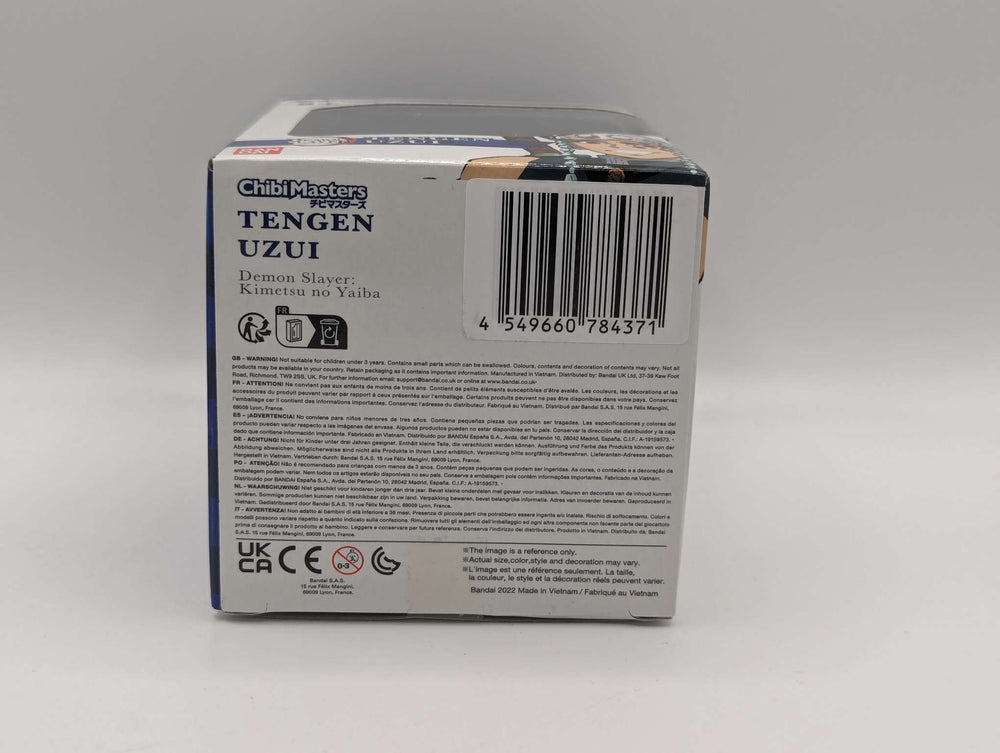 TENGEN
UZUI
BAN
DAI
ChibiMasters
チビマスターズ
TENGEN
UZUI
Demon Slayer:
Kimetsu no Yaiba
FR
4 549660 784371
GB - WARNING! Not suitable for children under 3 years. Contains small parts which can be swallowed. Colours, contents and decoration of contents may vary. Not all
products may be available in your country. Retain packaging as it contains important information. Manufactured in Vietnam. Distributed by: Bandai UK Ltd, 37-39 Kew Foot
Road, Richmond. TW9 2SS. UK. For further information email: support@bandai.co.uk or online at www.bandai.co.uk•
FR - ATTENTION! Ne convient pas aux enfants de moins de trois ans. Contient de petits éléments susceptibles d'être avalés. Les couleurs, les décorations et les
accessoires du produit peuvent varier par rapport à ceux présentés sur l'emballage. Certains produits peuvent ne pas être disponibles dans votre pays. Conservez
l'emballage car il contient des informations importantes. Conservez l'adresse du distributeur. Fabriqué au Vietnam. Distribué par Bandai S.A.S. 15 rue Félix Mangini,
69009 Lyon, France.
ES - ¡ADVERTENCIA! No conviene para niños menores de tres años. Contiene pequeñas piezas que podrían ser tragadas. Las especificaciones y colores del
producto pueden variar respecto a las imágenes del envase. Algunos productos pueden no estar disponibles en tu país. Conservar la dirección del distribuidor y la caja
dado que contiene información importante. Fabricado en Vietnam. Distribuido por BANDAI España S.A., Avda. del Partenón 10, 28042 Madrid, España. C.I.F.: A-19159573. •
DE - ACHTUNG! Nicht für Kinder unter drei Jahren geeignet. Enthält kleine Teile, die verschluckt werden können. Ausführung und Farbe des Produkts können von der
Abbildung abweichen. Möglicherweise sind nicht alle Produkte in Ihrem Land erhältlich. Verpackung bitte sorgfältig aufbewahren. Lieferanten-Adresse aufheben.
Hergestellt in Vietnam. Vertrieben durch: Bandai S.A.S. 15 rue Félix Mangini, 69009 Lyon, France.
PO - ATENÇÃO! Não é recomendado para crianças com menos de 3 anos. Contém peças pequenas que podem ser ingeridas. As cores, o conteúdo e a decoração da
embalagem podem variar. Nem todos os artigos estarão disponíveis no seu país. Conserve a embalagem pois contém informações importantes. Fabricado na Vietnam.
Distribuido por BANDAI España S.A., Avda. del Partenón 10, 28042 Madrid, España. C.I.F.: A-19159573. •
NL - WAARSCHUWING! Niet geschikt voor kinderen jonger dan drie jaar. Bevat kleine onderdelen met gevaar voor inslikken. Kleuren en decoratie van de inhoud kunnen
variëren. Sommige producten kunnen niet beschikbaar zijn in uw land. Verpakking bewaren, bevat belangrijke informatie. Adres van invoerder bewaren. Geproduceerd in
Vietnam. Gedistribueerd door Bandai S.A.S. 15 rue Félix Mangini, 69009 Lyon, France.
IT - AVVERTENZA! Non adatto ai bambini di età inferiore a 36 mesi. Presenza di piccole parti che potrebbero essere ingerite e/o inalate. Rischio di soffocamento. Colori e
modelli possono variare rispetto a quanto indicato sulla confezione. Rimuovere tutti gli elementi dell'imballaggio ed ogni altra componente non facente parte del giocattolo
prima di consegnare il prodotto al bambino. Leggere e conservare per futura referenza. Conserva l'indirizzo del distributore. Prodotto in Vietnam. Distribuito da: Bandai
S.A.S. 15 rue Félix Mangini, 69009 Lyon, France.
UK
CA CE 0-3
Bandai S.A.S.
15 rue Félix Mangini,
69009 Lyon, France.
※The image is a reference only.
※Actual size,color,style and decoration may vary.
※L'image est une référence seulement. La taille,
la couleur, le style et la décoration réels peuvent varier.
Bandai 2022 Made in Vietnam / Fabriqué au Vietnam